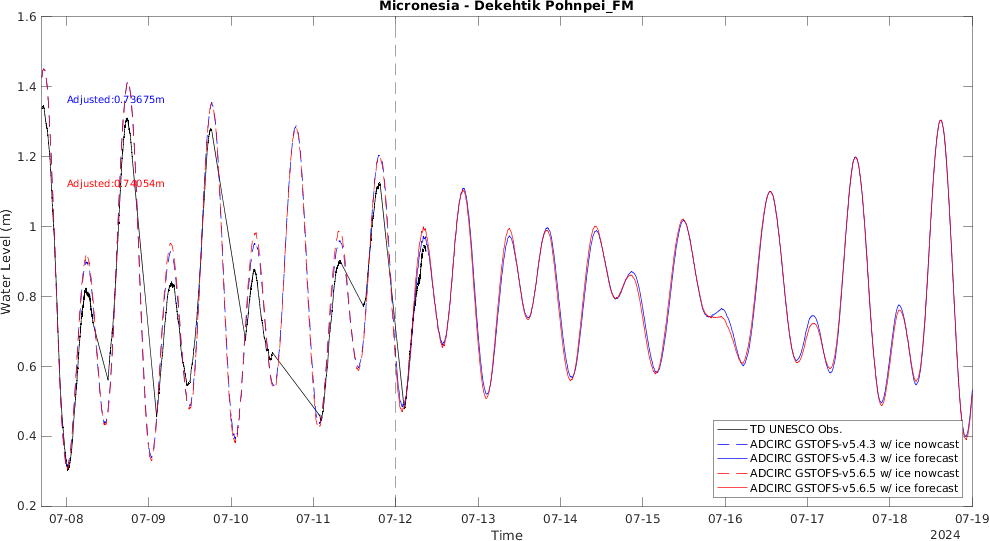 Micronesia - Dekehtik Pohnpei_FM
1.6
1.4
1.2
1
0.8
0.6
0.4
0.2
Water Level (m)
Adjusted:0.73675m
Adjusted:0.74054m
TD UNESCO Obs.
ADCIRC GSTOFS-v5.4.3 w/ ice nowcast
ADCIRC GSTOFS-v5.4.3 w/ ice forecast
ADCIRC GSTOFS-v5.6.5 w/ ice nowcast
ADCIRC GSTOFS-v5.6.5 w/ ice forecast
07-08 07-09 07-10 07-11 07-12 07-13 07-14 07-15 07-16 07-17 07-18 07-19
Time
2024